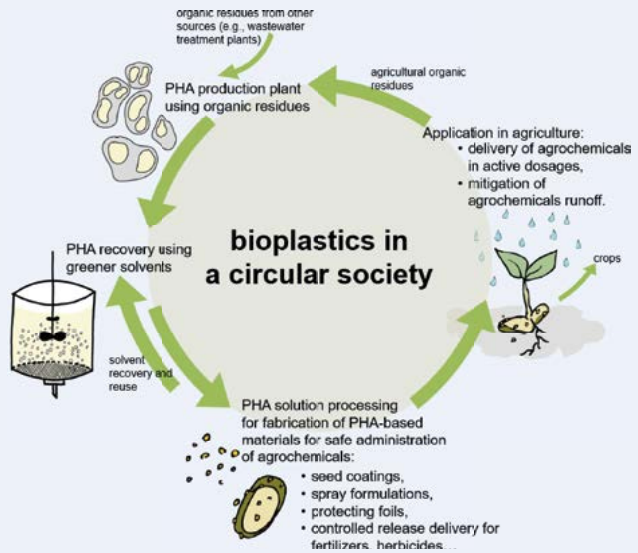 organic residues from other
sources (e.g., wastewater
treatment plants)
PHA production plant
using organic residues
agricultural organic
residues
Application in agriculture:
• delivery of agrochemicals
in active dosages,
• mitigation of
agrochemicals runoff.
bioplastics in
a circular society
PHA recovery using
greener solvents
crops
solvent
recovery and
reuse
PHA solution processing
for fabrication of PHA-based
materials for safe administration
of agrochemicals:
• seed coatings,
• spray formulations,
• protecting foils,
• controlled release delivery for
fertilizers, herbicides...